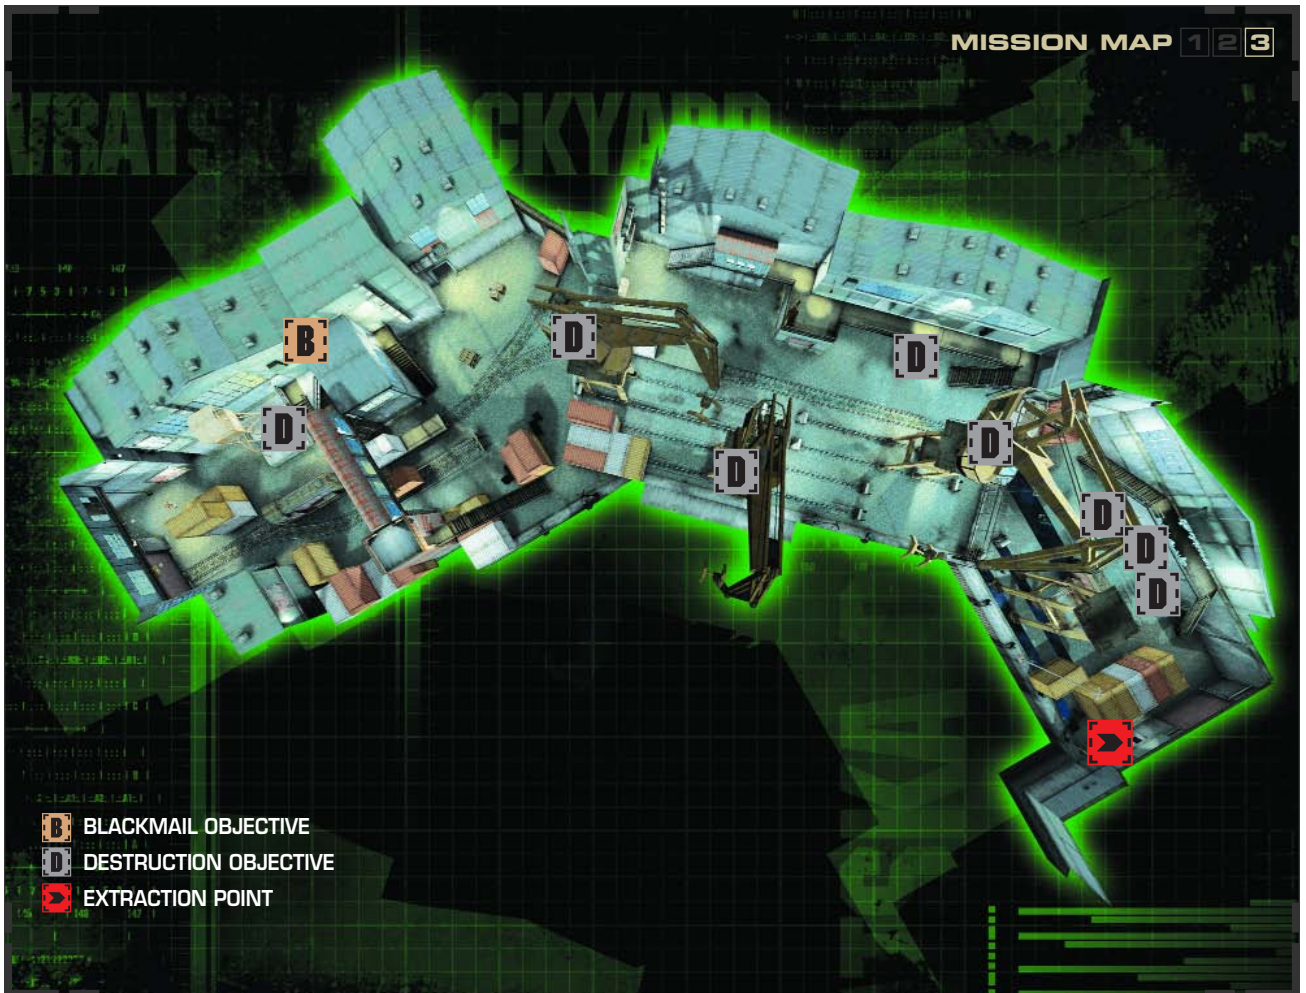 MISSION MAP 1 2 3
B
D
D
D
D
D
D
D
D
B BLACKMAIL OBJECTIVE
D DESTRUCTION OBJECTIVE
EXTRACTION POINT